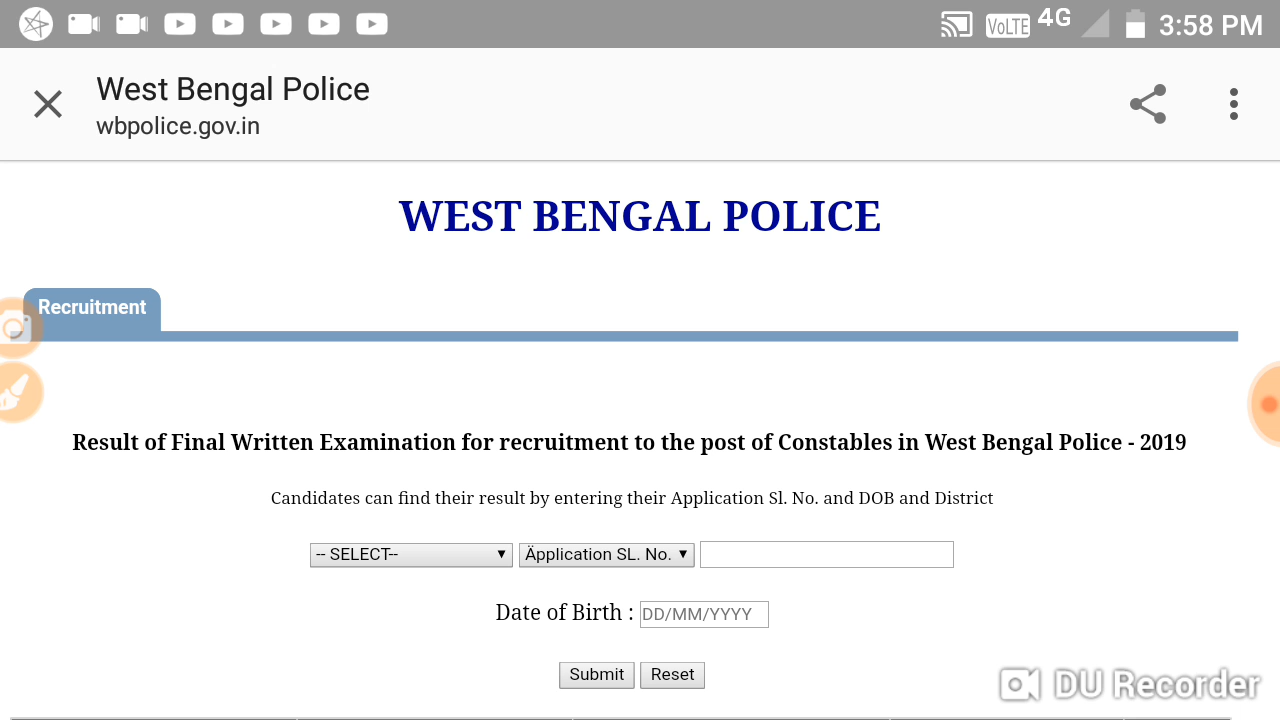 VoLTE 4G 3:58 PM
West Bengal Police
wbpolice.gov.in
WEST BENGAL POLICE
Recruitment
Result of Final Written Examination for recruitment to the post of Constables in West Bengal Police - 2019
Candidates can find their result by entering their Application Sl. No. and DOB and District
-- SELECT-- Äpplication SL. No.
Date of Birth : DD/MM/YYYY
Submit Reset
DU Recorder